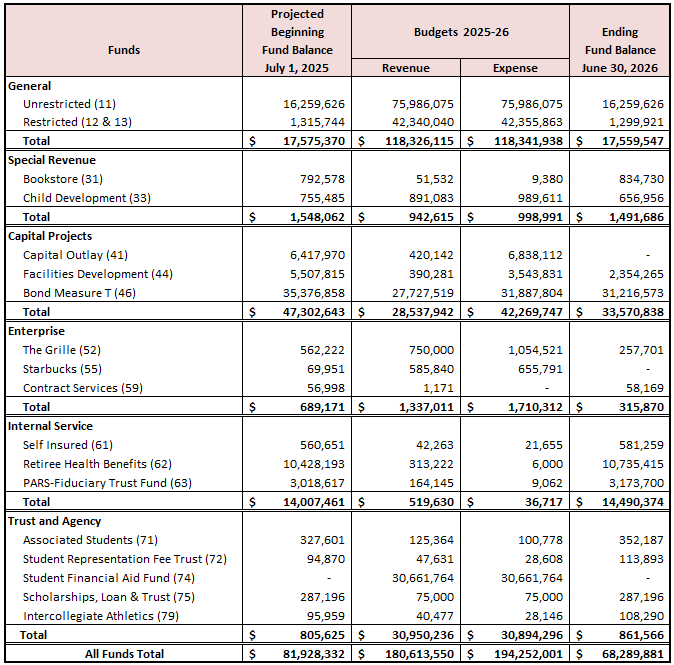 Projected
Beginning
Fund Balance
July 1, 2025
Budgets 2025-26
Ending
Fund Balance
June 30, 2026
Funds
Revenue
Expense
General
Unrestricted (11) 16,259,626 75,986,075 75,986,075 16,259,626
Restricted (12 & 13) 1,315,744 42,340,040 42,355,863 1,299,921
Total $ 17,575,370 $ 118,326,115 $ 118,341,938 $ 17,559,547
Special Revenue
Bookstore (31) 792,578 51,532 9,380 834,730
Child Development (33) 755,485 891,083 989,611 656,956
Total $ 1,548,062 $ 942,615 $ 998,991 $ 1,491,686
Capital Projects
Capital Outlay (41) 6,417,970 420,142 6,838,112 -
Facilities Development (44) 5,507,815 390,281 3,543,831 2,354,265
Bond Measure T (46) 35,376,858 27,727,519 31,887,804 31,216,573
Total $ 47,302,643 $ 28,537,942 $ 42,269,747 $ 33,570,838
Enterprise
The Grille (52) 562,222 750,000 1,054,521 257,701
Starbucks (55) 69,951 585,840 655,791 -
Contract Services (59) 56,998 1,171 - 58,169
Total $ 689,171 $ 1,337,011 $ 1,710,312 $ 315,870
Internal Service
Self Insured (61) 560,651 42,263 21,655 581,259
Retiree Health Benefits (62) 10,428,193 313,222 6,000 10,735,415
PARS-Fiduciary Trust Fund (63) 3,018,617 164,145 9,062 3,173,700
Total $ 14,007,461 $ 519,630 $ 36,717 $ 14,490,374
Trust and Agency
Associated Students (71) 327,601 125,364 100,778 352,187
Student Representation Fee Trust (72) 94,870 47,631 28,608 113,893
Student Financial Aid Fund (74) - 30,661,764 30,661,764 -
Scholarships, Loan & Trust (75) 287,196 75,000 75,000 287,196
Intercollegiate Athletics (79) 95,959 40,477 28,146 108,290
Total $ 805,625 $ 30,950,236 $ 30,894,296 $ 861,566
All Funds Total $ 81,928,332 $ 180,613,550 $ 194,252,001 $ 68,289,881